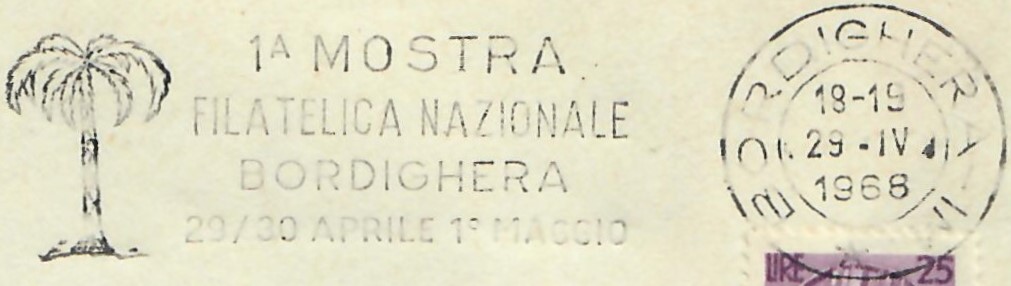 1A MOSTRA
FILATELICA NAZIONALE
BORDIGHERA
29/30 APRILE 1° MAGGIO
BORDIGHERA
18-19
29-IV
1968
LIRE 25